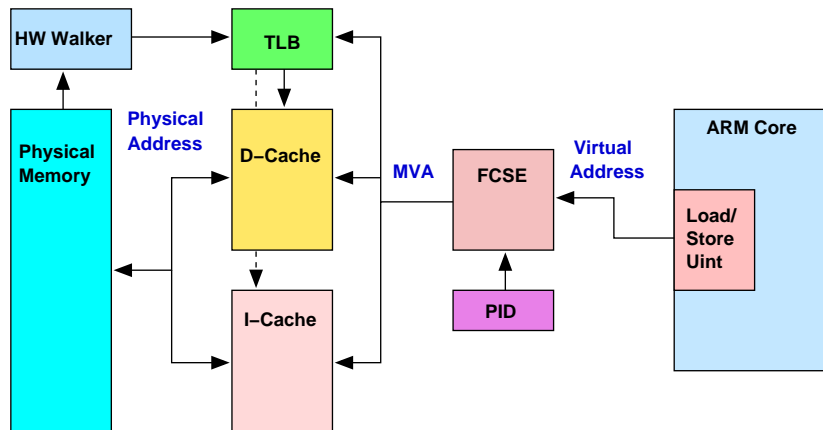 HW Walker
TLB
Physical
Address
ARM Core
Physical
Memory
D–Cache
MVA
FCSE
Virtual
Address
Load/
Store
Uint
I–Cache
PID